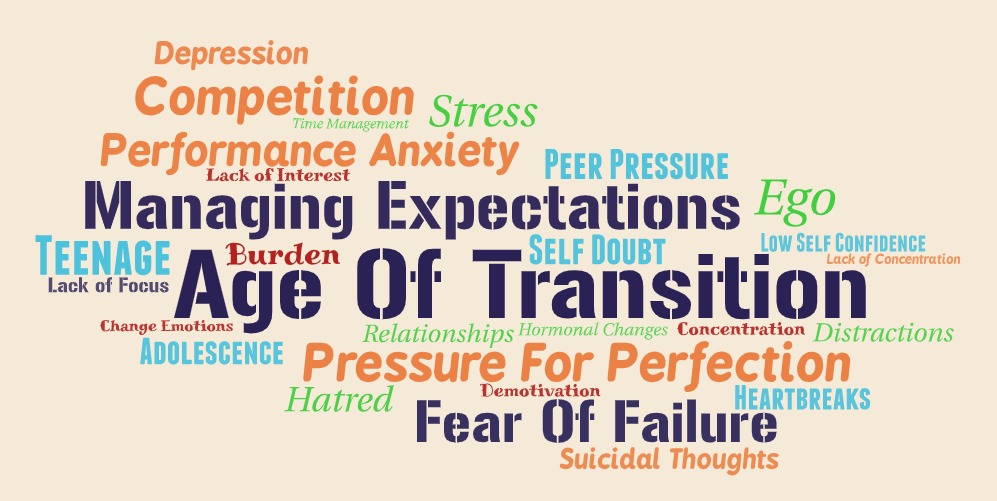 Depression
Competition
Stress
Time Management
Performance Anxiety
Peer Pressure
Lack of Interest
Managing Expectations
Ego
Teenage
Burden
Self Doubt
Low Self Confidence
Lack of Concentration
Lack of Focus
Age Of Transition
Change Emotions
Relationships
Hormonal Changes
Concentration
Distractions
Adolescence
Pressure For Perfection
Hatred
Demotivation
Heartbreaks
Fear Of Failure
Suicidal Thoughts